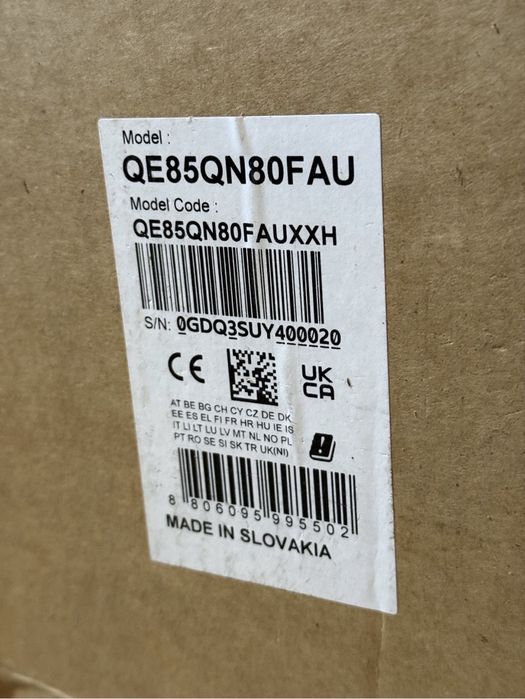 Model :
QE85QN80FAU
Model Code :
QE85QN80FAUXXH
S/N: 0GDQ3SUY400020
CE
UK
CA
AT BE BG CH CY CZ DE DK
EE ES EL FI FR HR HU IE IS
IT LI LT LU LV MT NL NO PL
PT RO SE SI SK TR UK(NI)
8 806095 995502
MADE IN SLOVAKIA